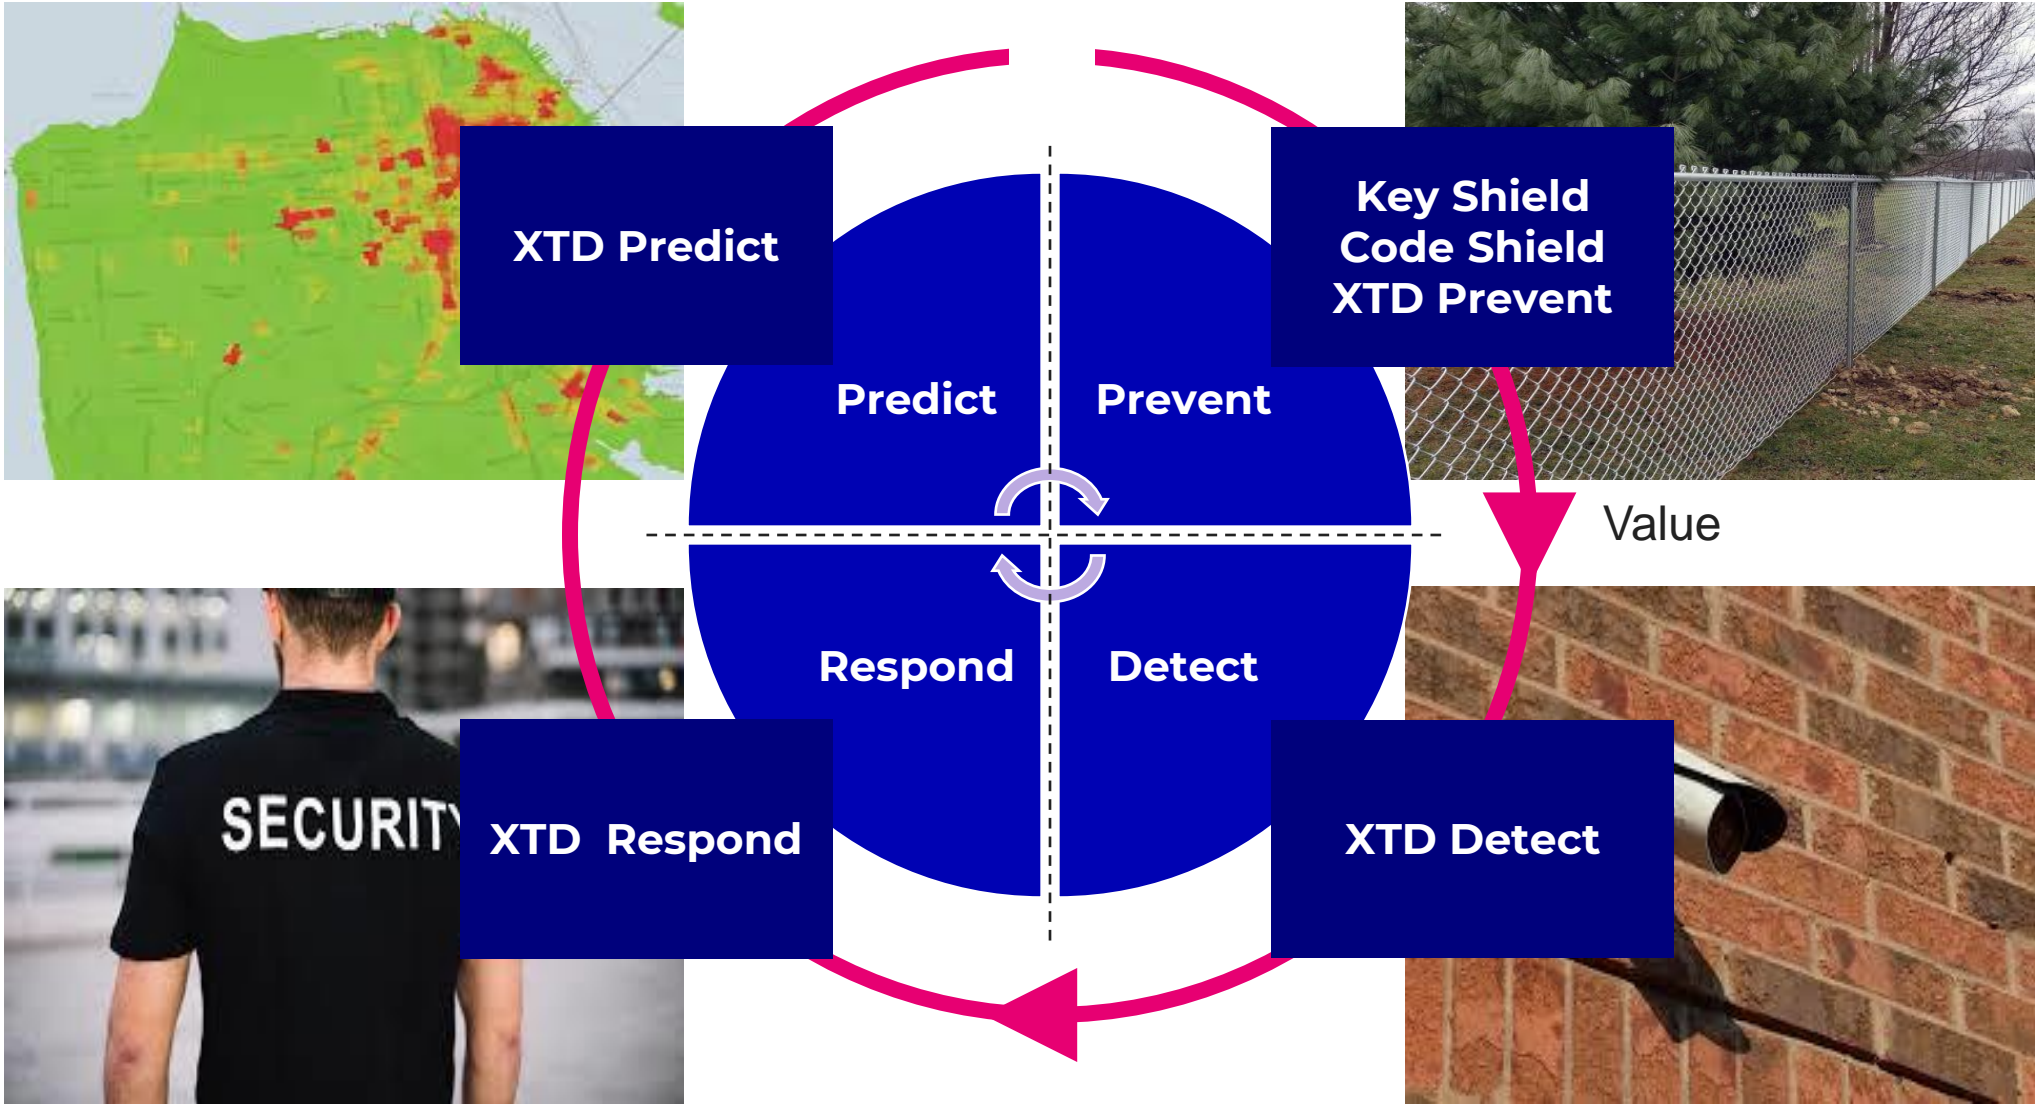 XTD Predict
Key Shield
Code Shield
XTD Prevent
Predict
Prevent
Value
Respond
Detect
SECURITY
XTD Respond
XTD Detect